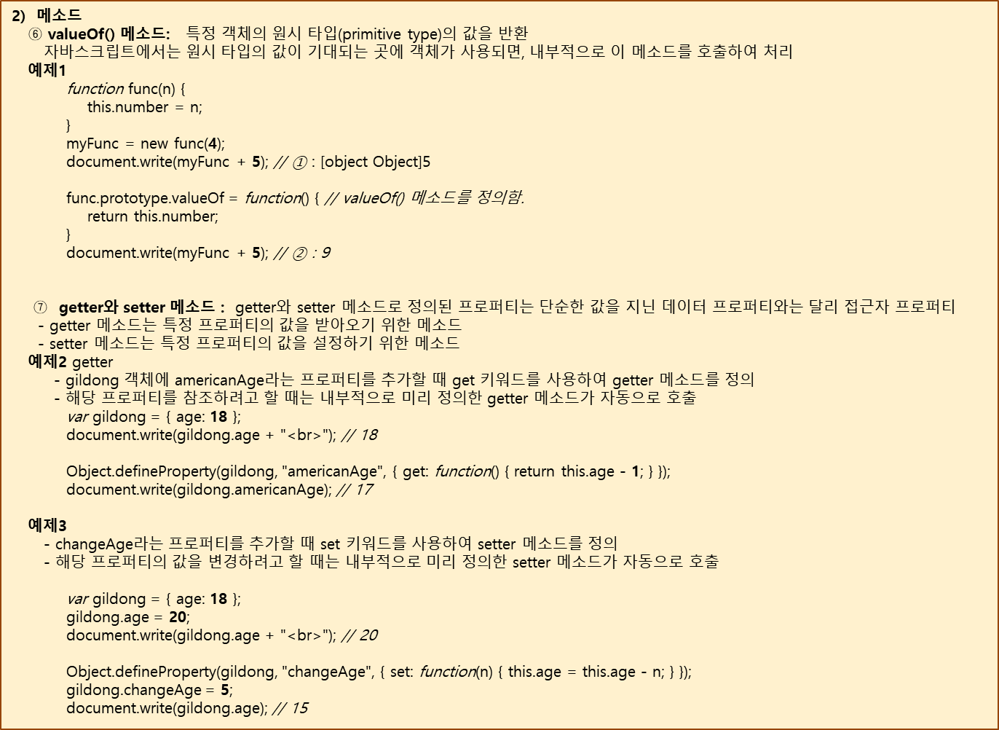 2) 메소드
⑥ valueOf() 메소드: 특정 객체의 원시 타입(primitive type)의 값을 반환
자바스크립트에서는 원시 타입의 값이 기대되는 곳에 객체가 사용되면, 내부적으로 이 메소드를 호출하여 처리
예제1
function func(n) {
this.number = n;
}
myFunc = new func(4);
document.write(myFunc + 5); // ① : [object Object]5
func.prototype.valueOf = function() { // valueOf() 메소드를 정의함.
return this.number;
}
document.write(myFunc + 5); // ② : 9
⑦ getter와 setter 메소드 : getter와 setter 메소드로 정의된 프로퍼티는 단순한 값을 지닌 데이터 프로퍼티와는 달리 접근자 프로퍼티
- getter 메소드는 특정 프로퍼티의 값을 받아오기 위한 메소드
- setter 메소드는 특정 프로퍼티의 값을 설정하기 위한 메소드
예제2 getter
- gildong 객체에 americanAge라는 프로퍼티를 추가할 때 get 키워드를 사용하여 getter 메소드를 정의
- 해당 프로퍼티를 참조하려고 할 때는 내부적으로 미리 정의한 getter 메소드가 자동으로 호출
var gildong = { age: 18 };
document.write(gildong.age + "<br>"); // 18
Object.defineProperty(gildong, "americanAge", { get: function() { return this.age - 1; } });
document.write(gildong.americanAge); // 17
예제3
- changeAge라는 프로퍼티를 추가할 때 set 키워드를 사용하여 setter 메소드를 정의
- 해당 프로퍼티의 값을 변경하려고 할 때는 내부적으로 미리 정의한 setter 메소드가 자동으로 호출
var gildong = { age: 18 };
gildong.age = 20;
document.write(gildong.age + "<br>"); // 20
Object.defineProperty(gildong, "changeAge", { set: function(n) { this.age = this.age - n; } });
gildong.changeAge = 5;
document.write(gildong.age); // 15